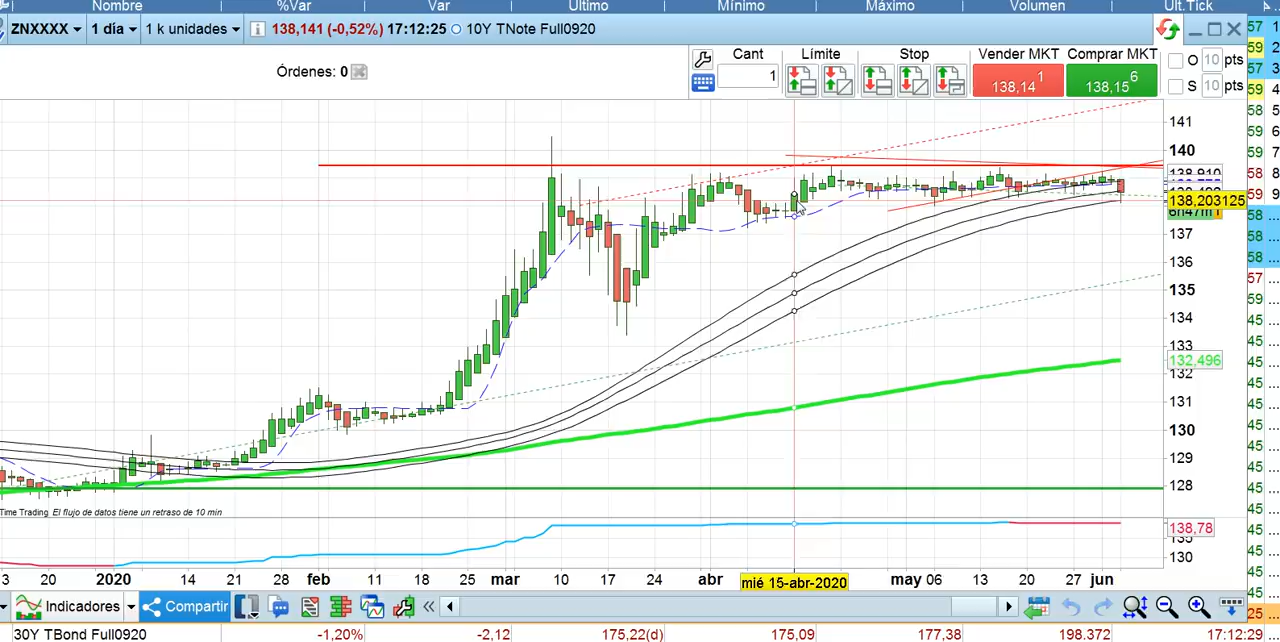 Nombre %Var Var Último Mínimo Máximo Volumen Últ.Tick
ZNXXXX 1 día 1 k unidades 138,141 (-0,52%) 17:12:25 10Y TNote Full0920
Órdenes: 0
Cant Límite Stop Vender MKT Comprar MKT
1 138,14 1 138,15 6
O 10 pts
S 10 pts
141
140
138,910
138,203125
6h47m
137
136
135
134
133
132,496
132
131
130
129
128
Time Trading. El flujo de datos tiene un retraso de 10 min
138,78
135
130
3 20 2020 14 21 28 feb 11 18 25 mar 10 17 24 abr mié 15-abr-2020 may 06 13 20 27 jun
Indicadores Compartir
30Y TBond Full0920 -1,20% -2,12 175,22(d) 175,09 177,38 198.372 17:12:29